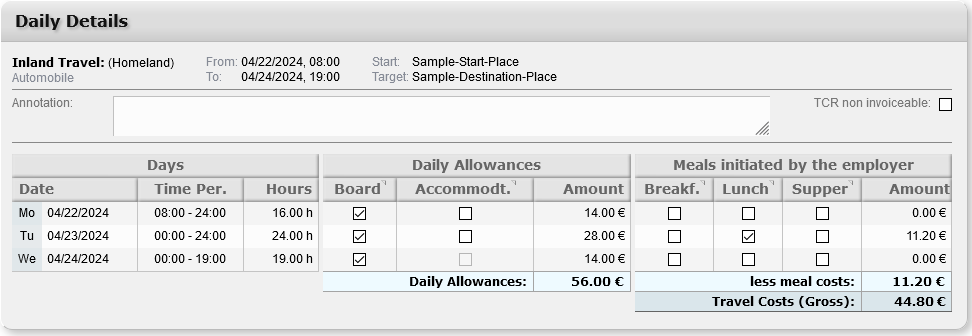 Daily Details
Inland Travel: (Homeland) From: 04/22/2024, 08:00 Start: Sample-Start-Place
Automobile To: 04/24/2024, 19:00 Target: Sample-Destination-Place
Annotation: TCR non invoiceable:
Days Daily Allowances Meals initiated by the employer
Date Time Per. Hours Board Accommodt. Amount Breakf. Lunch Supper Amount
Mo 04/22/2024 08:00 - 24:00 16.00 h 14.00 € 0.00 €
Tu 04/23/2024 00:00 - 24:00 24.00 h 28.00 € 11.20 €
We 04/24/2024 00:00 - 19:00 19.00 h 14.00 € 0.00 €
Daily Allowances: 56.00 € less meal costs: 11.20 €
Travel Costs (Gross): 44.80 €